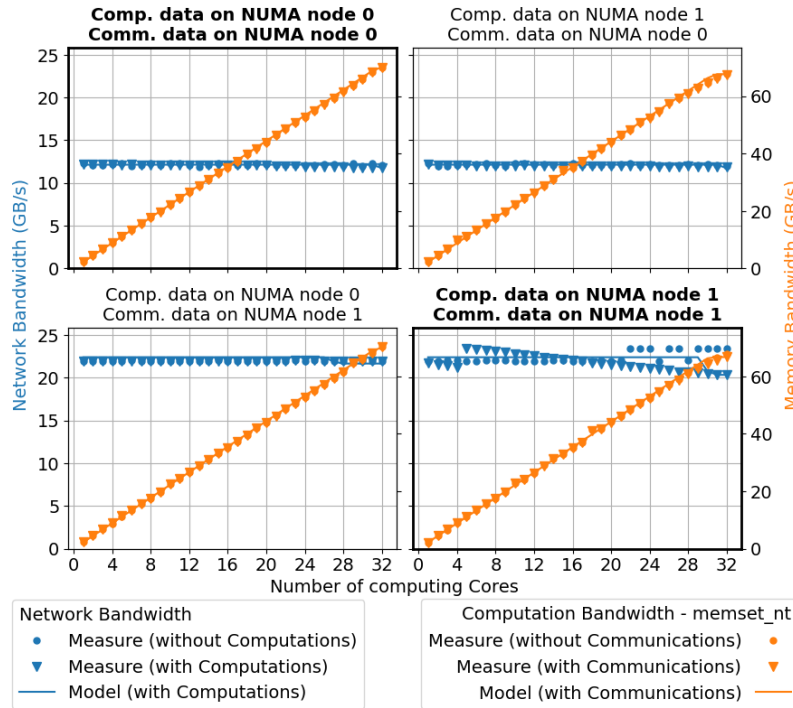 Comp. data on NUMA node 0
Comm. data on NUMA node 0
Comp. data on NUMA node 1
Comm. data on NUMA node 0
25
20
15
10
5
0
60
40
20
0
Comp. data on NUMA node 0
Comm. data on NUMA node 1
Comp. data on NUMA node 1
Comm. data on NUMA node 1
25
20
15
10
5
0
60
40
20
0
0 4 8 12 16 20 24 28 32
0 4 8 12 16 20 24 28 32
Network Bandwidth (GB/s)
Memory Bandwidth (GB/s)
Number of computing Cores
Network Bandwidth
Measure (without Computations)
Measure (with Computations)
Model (with Computations)
Computation Bandwidth - memset_nt
Measure (without Communications)
Measure (with Communications)
Model (with Communications)